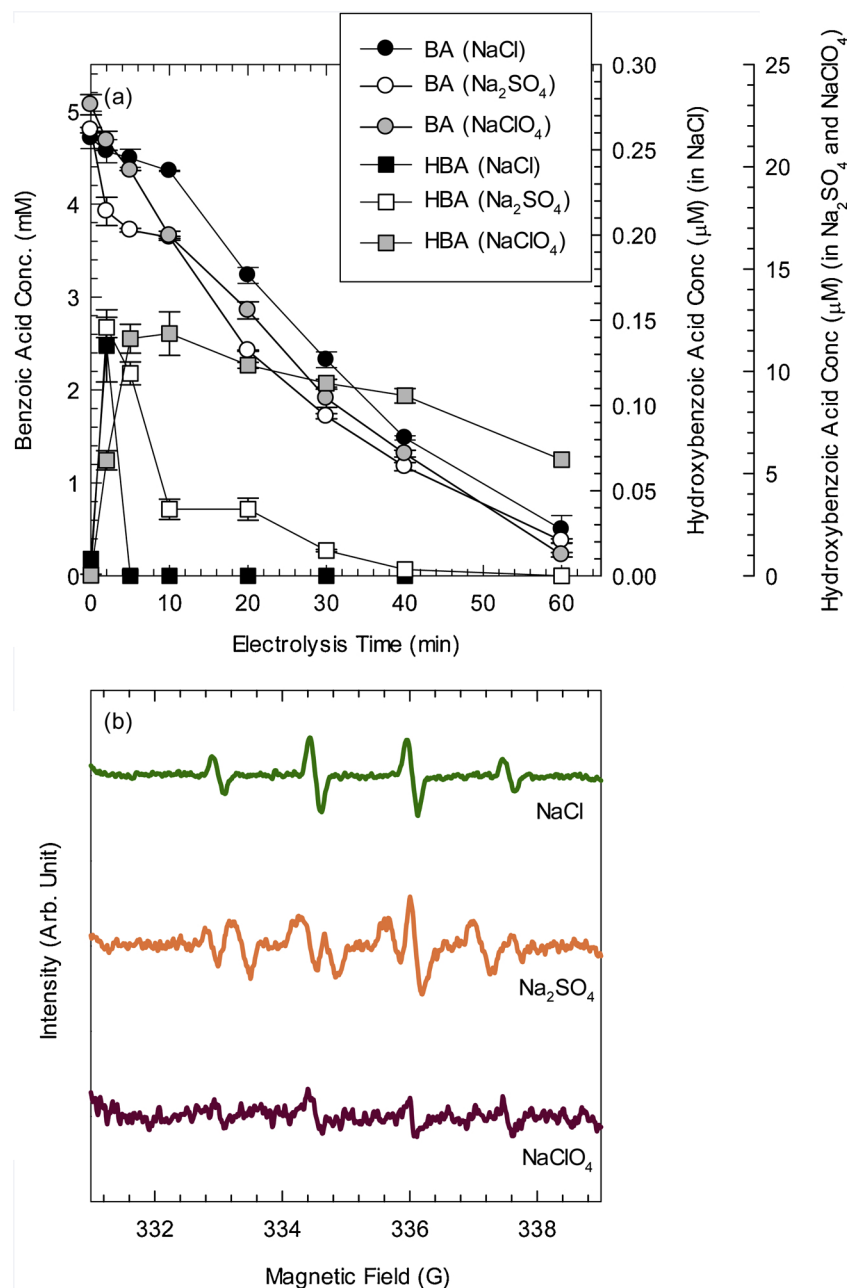 (a)
BA (NaCl)
BA (Na₂SO₄)
BA (NaClO₄)
HBA (NaCl)
HBA (Na₂SO₄)
HBA (NaClO₄)
Benzoic Acid Conc. (mM)
5
4
3
2
1
0
0 10 20 30 40 50 60
Electrolysis Time (min)
0.30
0.25
0.20
0.15
0.10
0.05
0.00
Hydroxybenzoic Acid Conc (μM) (in NaCl)
25
20
15
10
5
0
Hydroxybenzoic Acid Conc (μM) (in Na₂SO₄ and NaClO₄)
(b)
NaCl
Na₂SO₄
NaClO₄
Intensity (Arb. Unit)
332 334 336 338
Magnetic Field (G)